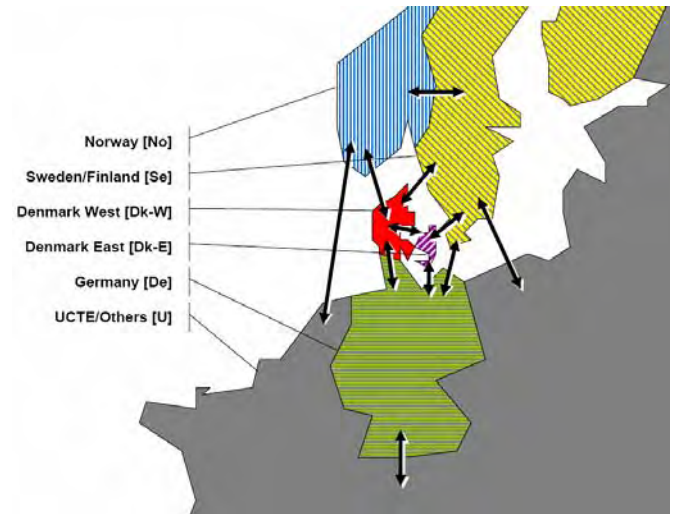 Norway [No]
Sweden/Finland [Se]
Denmark West [Dk-W]
Denmark East [Dk-E]
Germany [De]
UCTE/Others [U]